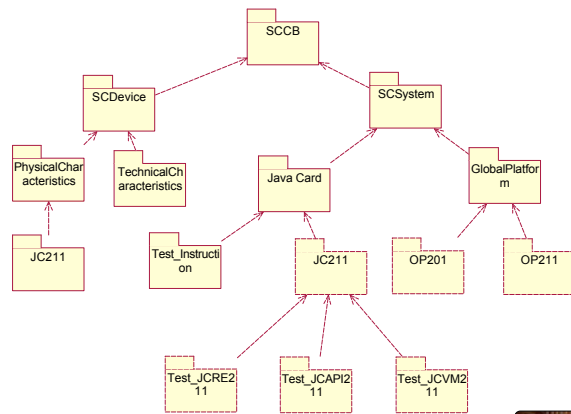 SCCB
SCDevice
SCSystem
PhysicalChar
acteristics
TechnicalCh
aracteristics
Java Card
GlobalPlatfor
m
JC211
Test_Instructi
on
JC211
OP201
OP211
Test_JCRE2
11
Test_JCAPI2
11
Test_JCVM2
11